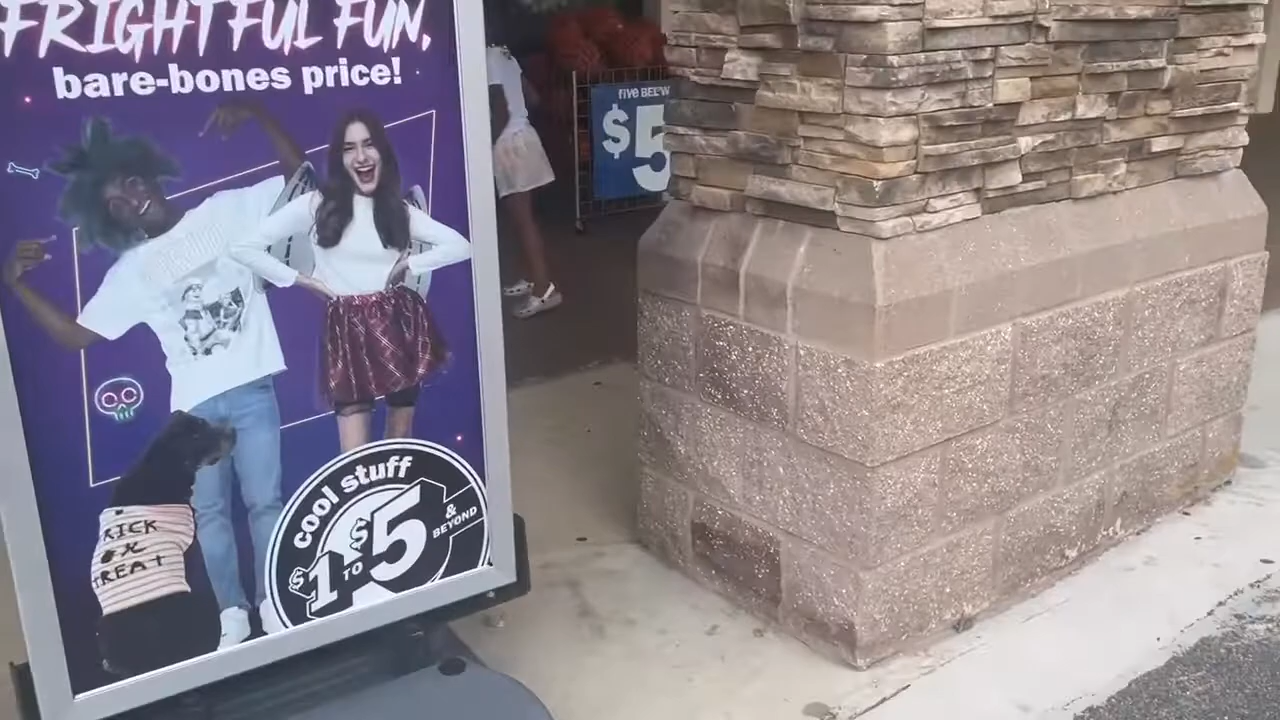 FRIGHTFUL FUN,
bare-bones price!
five BELOW
$5
TRICK
OR
TREAT
cool stuff
$1 TO $5 & BEYOND